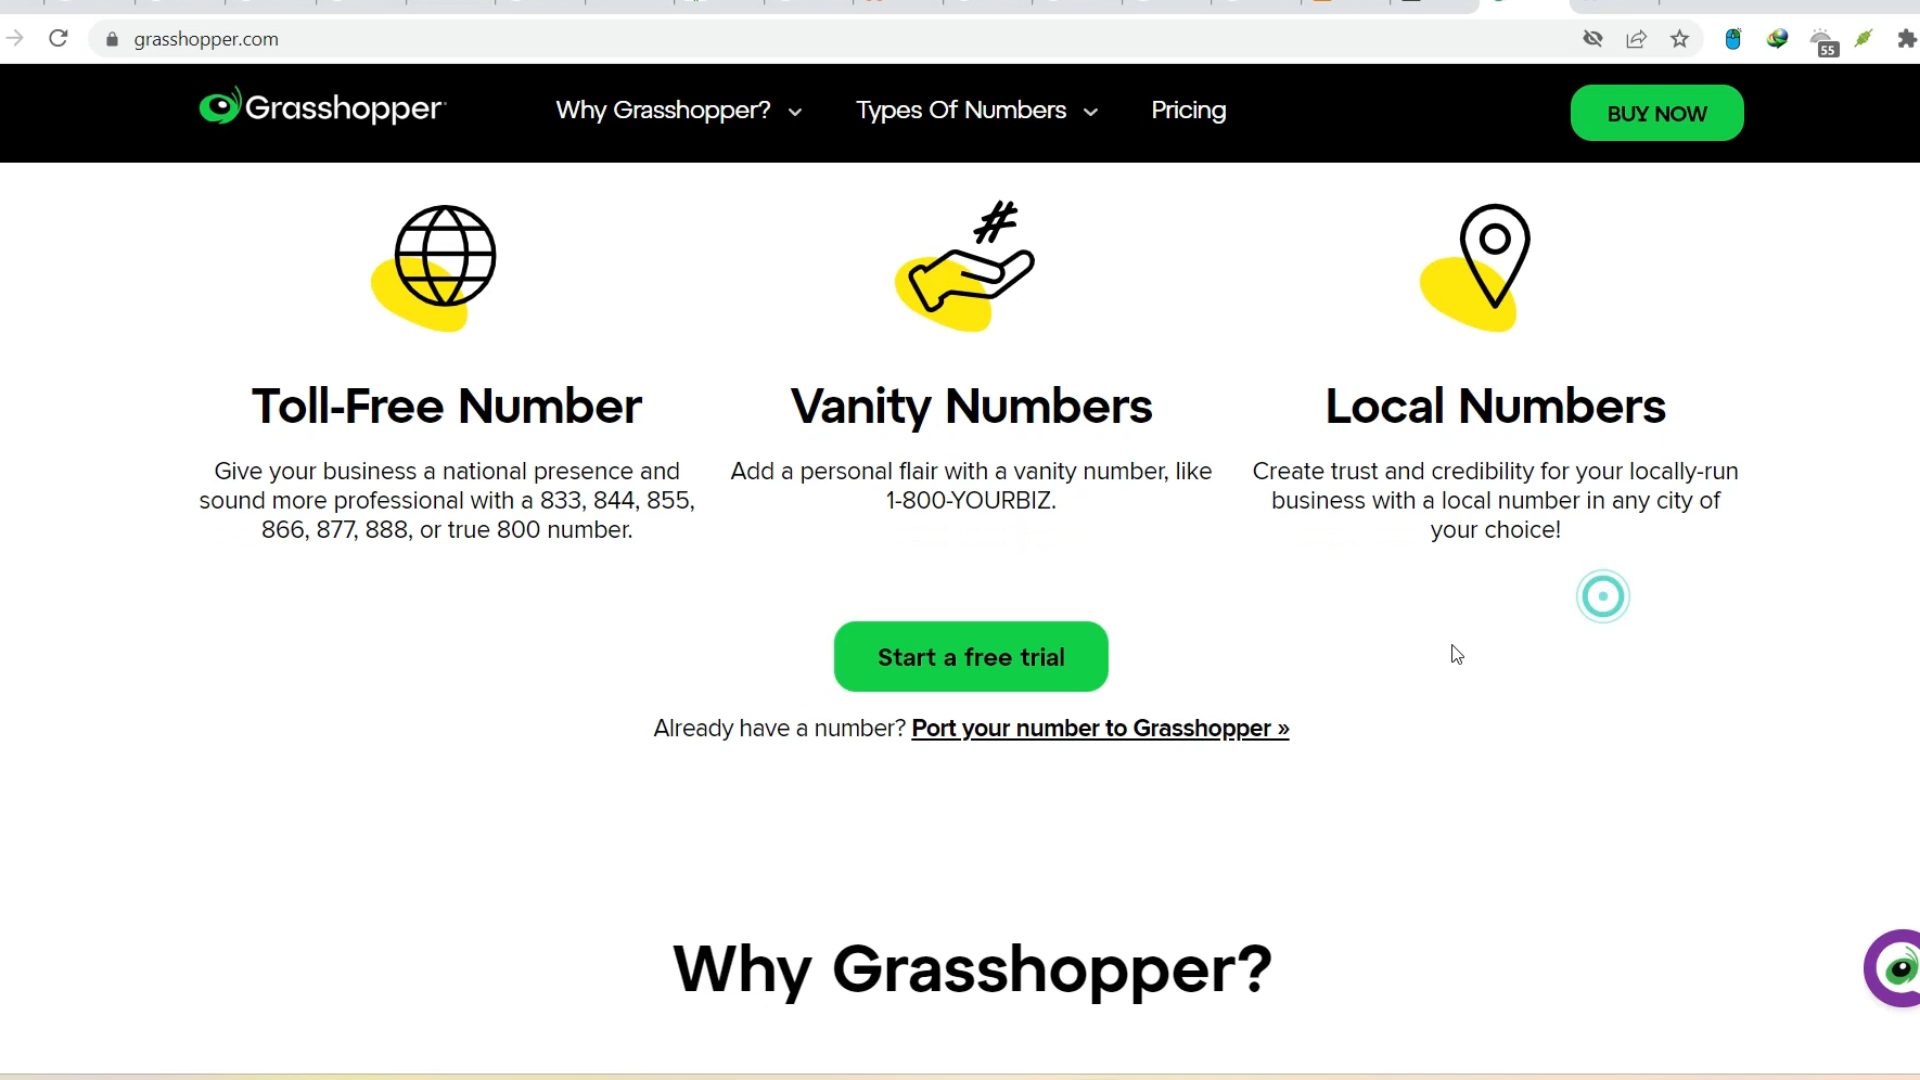 grasshopper.com
55
Grasshopper
Why Grasshopper?
Types Of Numbers
Pricing
BUY NOW
#
Toll-Free Number
Give your business a national presence and
sound more professional with a 833, 844, 855,
866, 877, 888, or true 800 number.
Vanity Numbers
Add a personal flair with a vanity number, like
1-800-YOURBIZ.
Local Numbers
Create trust and credibility for your locally-run
business with a local number in any city of
your choice!
Start a free trial
Already have a number? Port your number to Grasshopper »
Why Grasshopper?